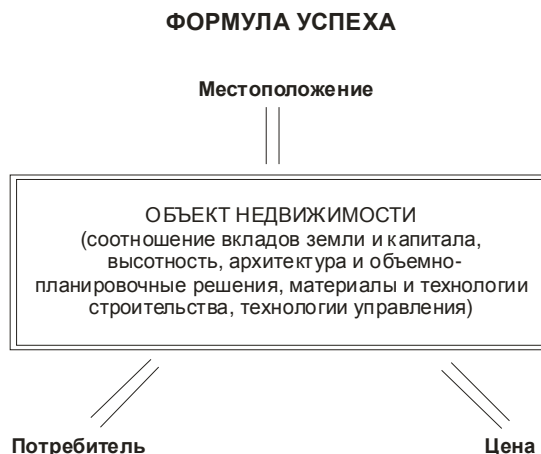 ФОРМУЛА УСПЕХА
Местоположение
ОБЪЕКТ НЕДВИЖИМОСТИ
(соотношение вкладов земли и капитала,
высотность, архитектура и объемно-
планировочные решения, материалы и технологии
строительства, технологии управления)
Потребитель Цена